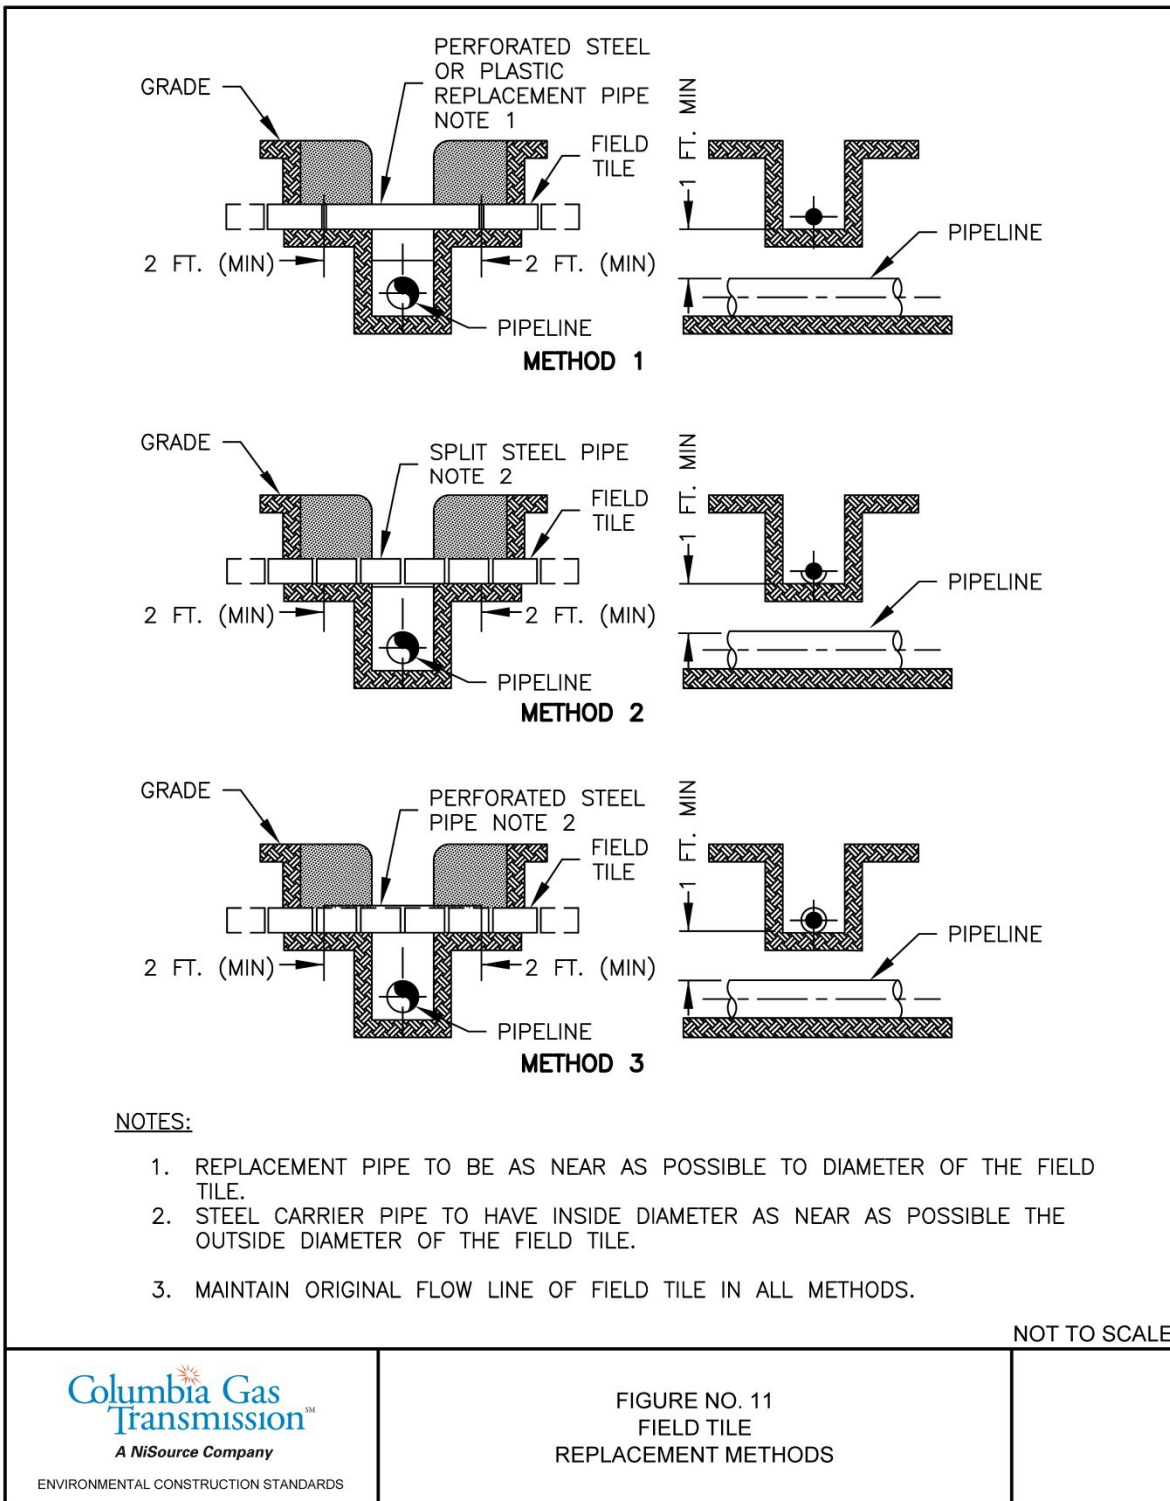 PERFORATED STEEL
OR PLASTIC
REPLACEMENT PIPE
NOTE 1
GRADE
FIELD
TILE
1 FT. MIN
PIPELINE
2 FT. (MIN)
2 FT. (MIN)
PIPELINE
METHOD 1
GRADE
SPLIT STEEL PIPE
NOTE 2
FIELD
TILE
1 FT. MIN
PIPELINE
2 FT. (MIN)
2 FT. (MIN)
PIPELINE
METHOD 2
GRADE
PERFORATED STEEL
PIPE NOTE 2
FIELD
TILE
1 FT. MIN
PIPELINE
2 FT. (MIN)
2 FT. (MIN)
PIPELINE
METHOD 3
NOTES:
1. REPLACEMENT PIPE TO BE AS NEAR AS POSSIBLE TO DIAMETER OF THE FIELD
TILE.
2. STEEL CARRIER PIPE TO HAVE INSIDE DIAMETER AS NEAR AS POSSIBLE THE
OUTSIDE DIAMETER OF THE FIELD TILE.
3. MAINTAIN ORIGINAL FLOW LINE OF FIELD TILE IN ALL METHODS.
NOT TO SCALE
Columbia Gas
Transmission℠
A NiSource Company
ENVIRONMENTAL CONSTRUCTION STANDARDS
FIGURE NO. 11
FIELD TILE
REPLACEMENT METHODS